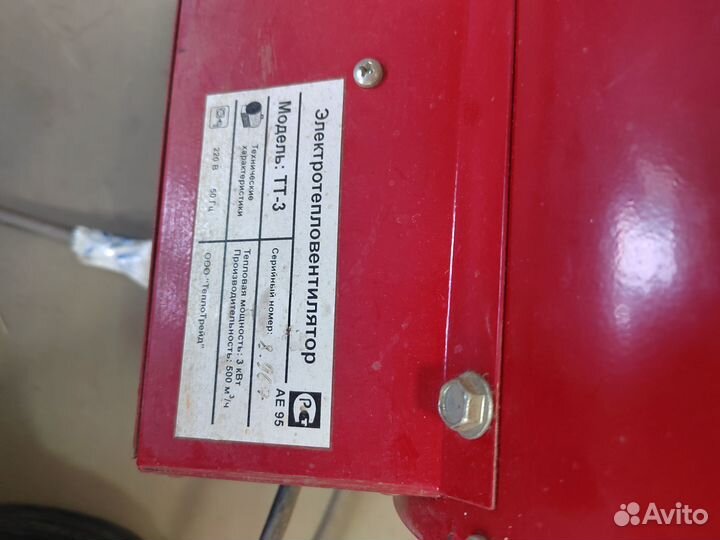 Электротепловентилятор
Модель: ТТ-3
АЕ 95
Технические
характеристики
Серийный номер:
220 В 50 Гц
Тепловая мощность: 3 кВт
Производительность: 500 м³/ч
ООО "ТеплоТрейд"
Avito